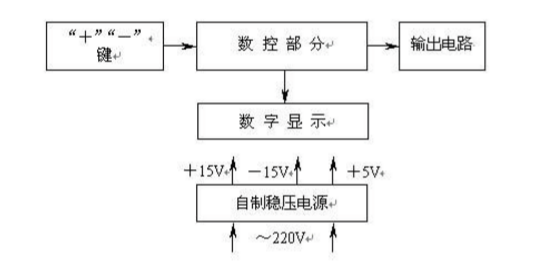 “＋”“－”
键
数 控 部 分
输出电路
数 字 显 示
＋15V
－15V
＋5V
自制稳压电源
～220V